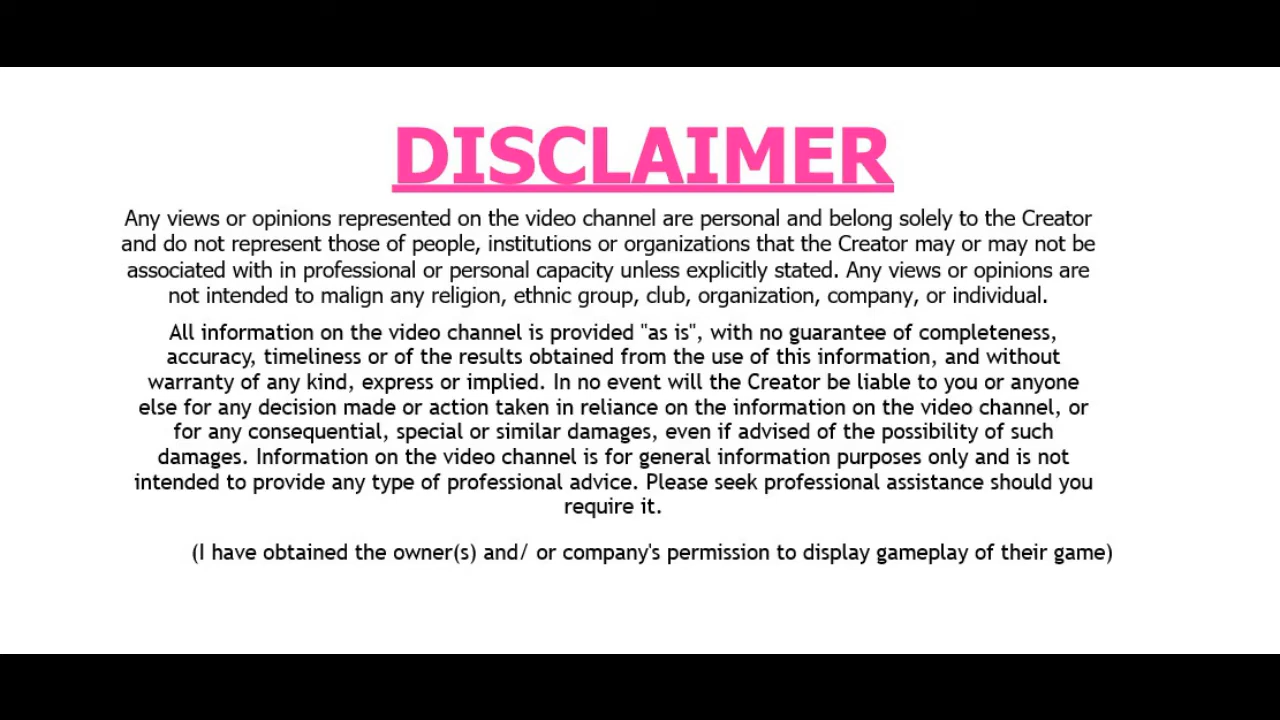 DISCLAIMER
Any views or opinions represented on the video channel are personal and belong solely to the Creator
and do not represent those of people, institutions or organizations that the Creator may or may not be
associated with in professional or personal capacity unless explicitly stated. Any views or opinions are
not intended to malign any religion, ethnic group, club, organization, company, or individual.
All information on the video channel is provided "as is", with no guarantee of completeness,
accuracy, timeliness or of the results obtained from the use of this information, and without
warranty of any kind, express or implied. In no event will the Creator be liable to you or anyone
else for any decision made or action taken in reliance on the information on the video channel, or
for any consequential, special or similar damages, even if advised of the possibility of such
damages. Information on the video channel is for general information purposes only and is not
intended to provide any type of professional advice. Please seek professional assistance should you
require it.
(I have obtained the owner(s) and/ or company's permission to display gameplay of their game)